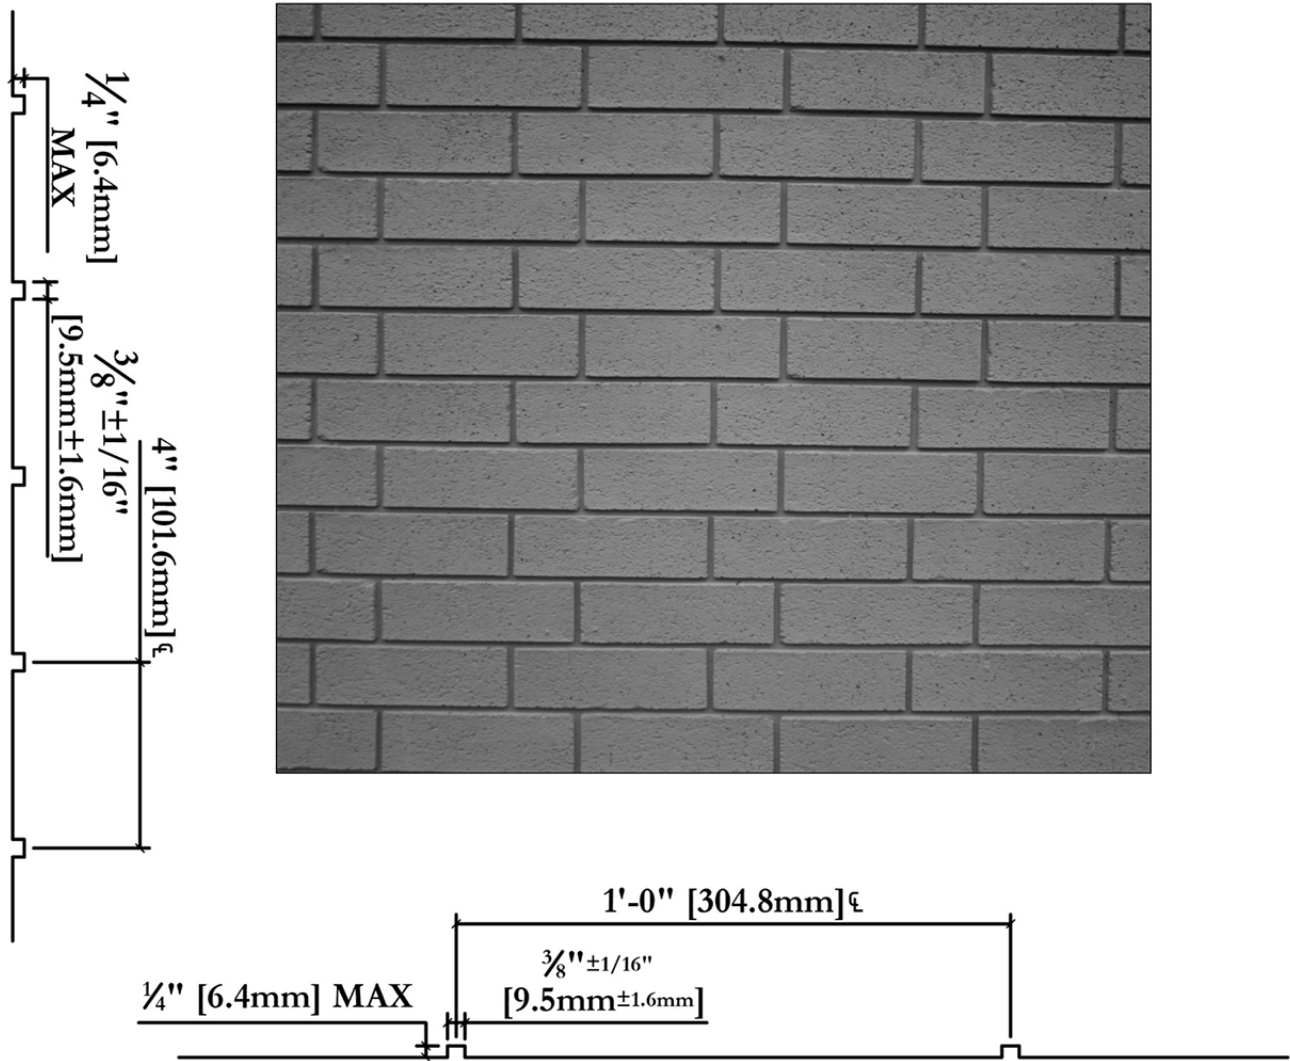 1/4" [6.4mm]
MAX
3/8"±1/16"
[9.5mm±1.6mm]
4" [101.6mm]℄
1'-0" [304.8mm]℄
3/8"±1/16"
[9.5mm±1.6mm]
1/4" [6.4mm] MAX